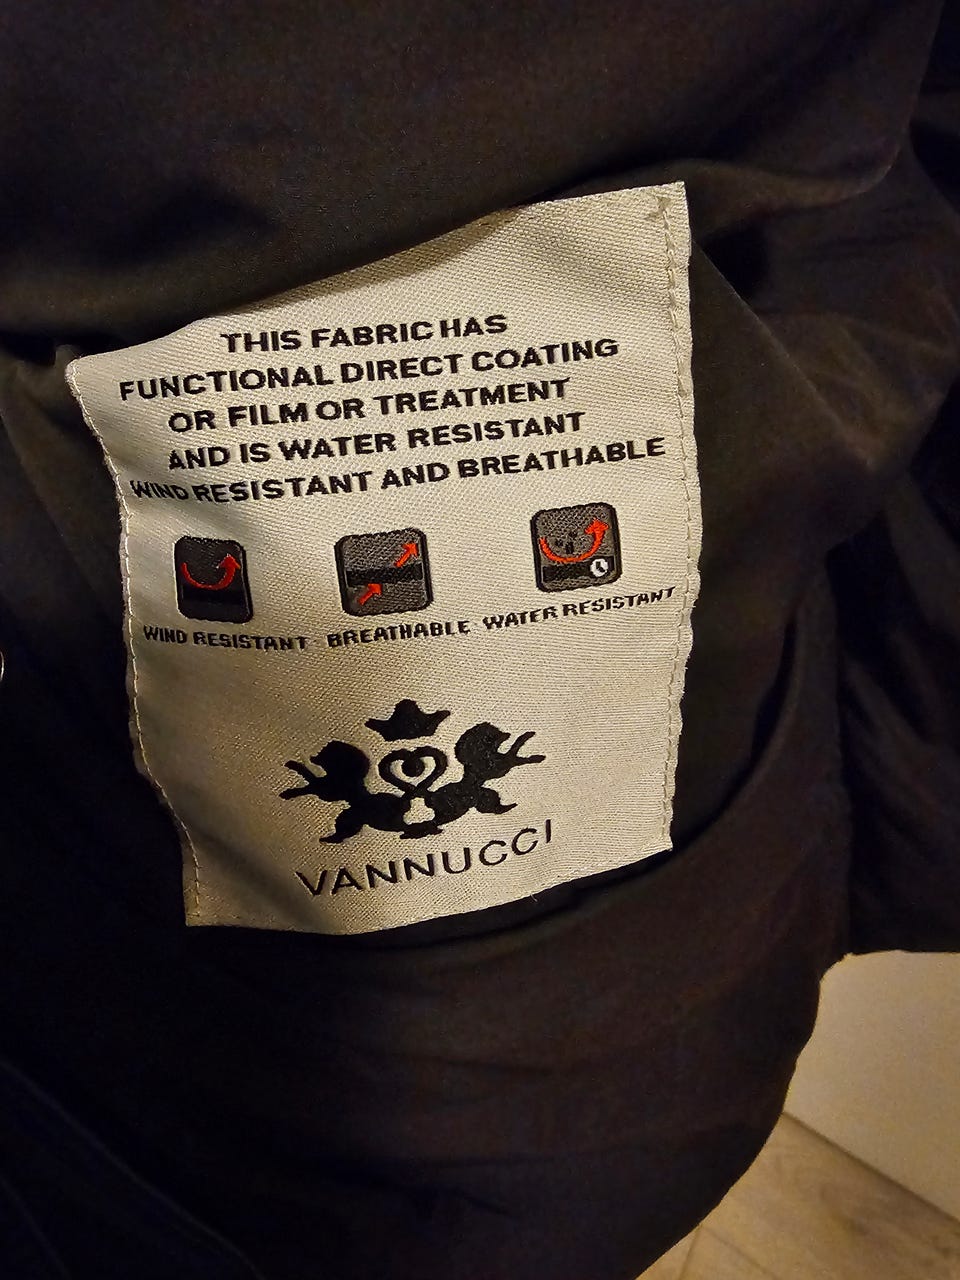 THIS FABRIC HAS
FUNCTIONAL DIRECT COATING
OR FILM OR TREATMENT
AND IS WATER RESISTANT
WIND RESISTANT AND BREATHABLE
WIND RESISTANT BREATHABLE WATER RESISTANT
VANNUCCI